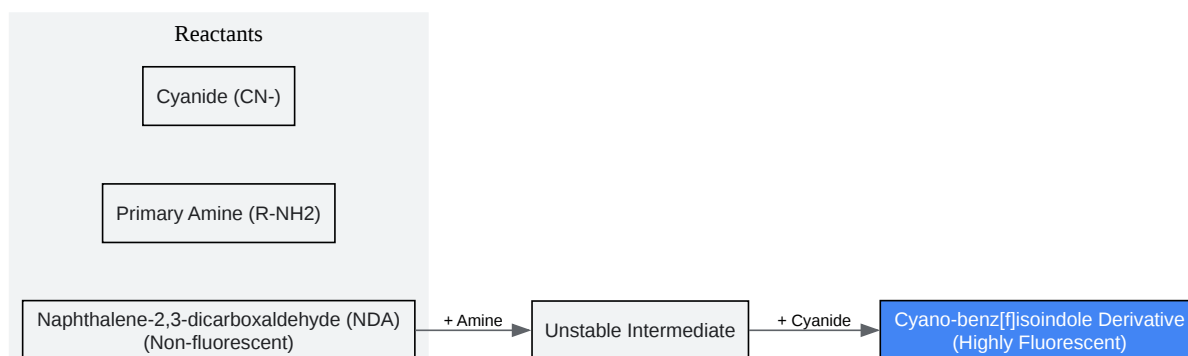 Reactants
Cyanide (CN-)
Primary Amine (R-NH2)
Naphthalene-2,3-dicarboxaldehyde (NDA)
(Non-fluorescent)
+ Amine
Unstable Intermediate
+ Cyanide
Cyano-benz[f]isoindole Derivative
(Highly Fluorescent)